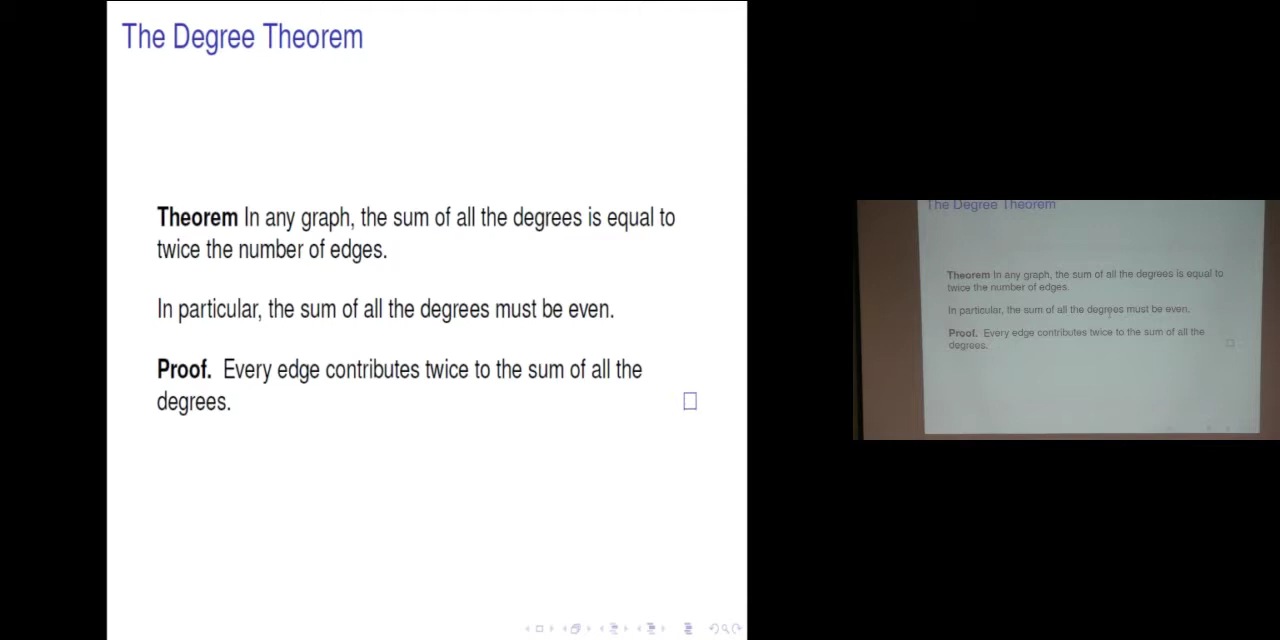 The Degree Theorem
Theorem In any graph, the sum of all the degrees is equal to
twice the number of edges.
In particular, the sum of all the degrees must be even.
Proof. Every edge contributes twice to the sum of all the
degrees.
The Degree Theorem
Theorem In any graph, the sum of all the degrees is equal to
twice the number of edges.
In particular, the sum of all the degrees must be even.
Proof. Every edge contributes twice to the sum of all the
degrees.